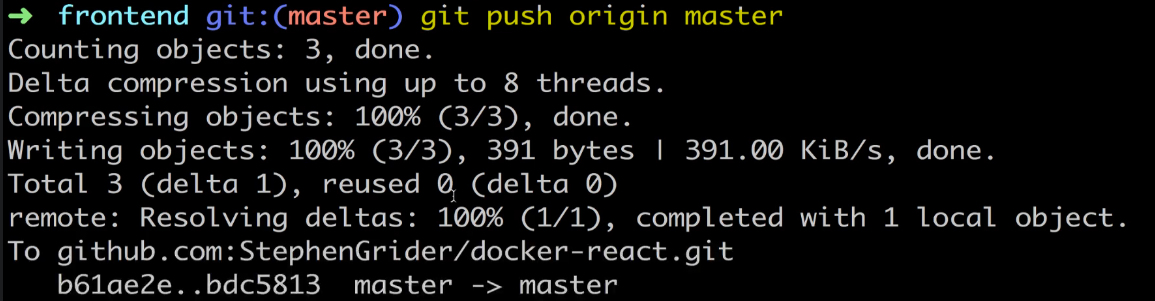 ➜ frontend git:(master) git push origin master
Counting objects: 3, done.
Delta compression using up to 8 threads.
Compressing objects: 100% (3/3), done.
Writing objects: 100% (3/3), 391 bytes | 391.00 KiB/s, done.
Total 3 (delta 1), reused 0 (delta 0)
remote: Resolving deltas: 100% (1/1), completed with 1 local object.
To github.com:StephenGrider/docker-react.git
   b61ae2e..bdc5813  master -> master